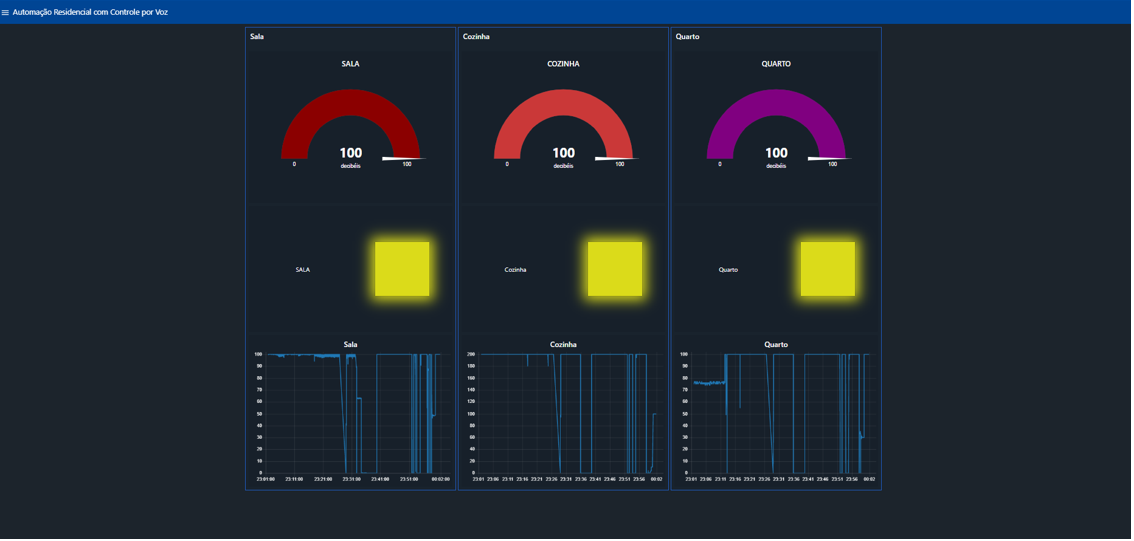 Automação Residencial com Controle por Voz
Sala
Cozinha
Quarto
SALA
100
decibéis
0
100
COZINHA
100
decibéis
0
100
QUARTO
100
decibéis
0
100
SALA
Cozinha
Quarto
Sala
100
90
80
70
60
50
40
30
20
10
0
23:01:00 23:11:00 23:21:00 23:31:00 23:41:00 23:51:00 00:02:00
Cozinha
200
180
160
140
120
100
80
60
40
20
0
23:01 23:06 23:11 23:16 23:21 23:26 23:31 23:36 23:41 23:46 23:51 23:56 00:02
Quarto
100
90
80
70
60
50
40
30
20
10
0
23:01 23:06 23:11 23:16 23:21 23:26 23:31 23:36 23:41 23:46 23:51 23:56 00:02